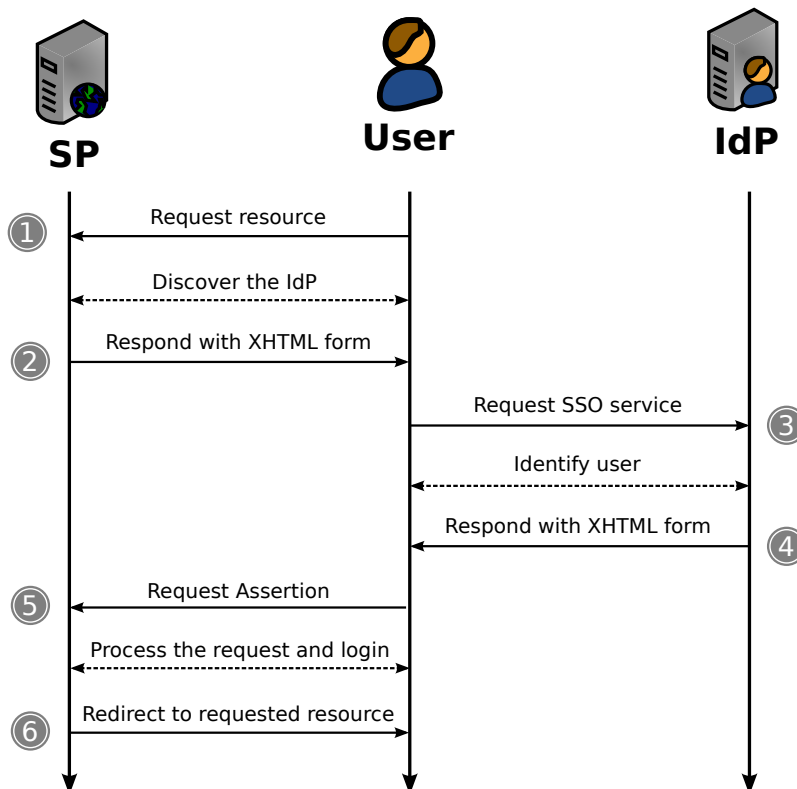 SP
User
IdP
1
Request resource
Discover the IdP
2
Respond with XHTML form
Request SSO service
3
Identify user
Respond with XHTML form
4
5
Request Assertion
Process the request and login
6
Redirect to requested resource